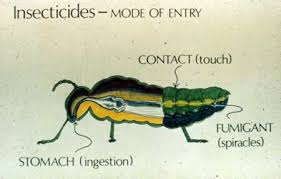 Insecticides – MODE OF ENTRY
CONTACT (touch)
FUMIGANT
(spiracles)
STOMACH (ingestion)